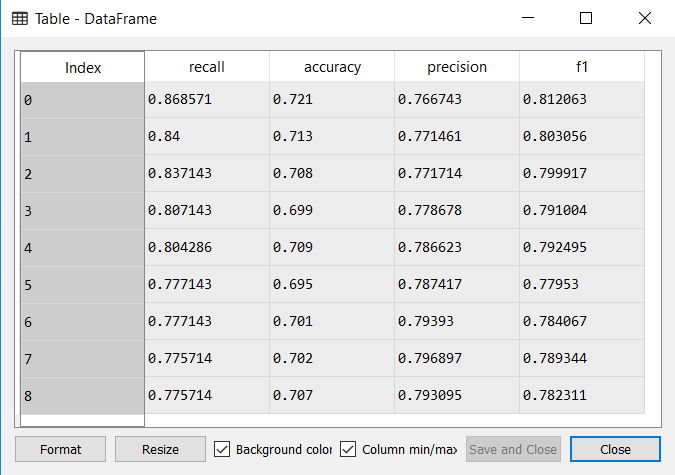 Table - DataFrame
Index recall accuracy precision f1
0 0.868571 0.721 0.766743 0.812063
1 0.84 0.713 0.771461 0.803056
2 0.837143 0.708 0.771714 0.799917
3 0.807143 0.699 0.778678 0.791004
4 0.804286 0.709 0.786623 0.792495
5 0.777143 0.695 0.787417 0.77953
6 0.777143 0.701 0.79393 0.784067
7 0.775714 0.702 0.796897 0.789344
8 0.775714 0.707 0.793095 0.782311
Format Resize Background color Column min/max Save and Close Close